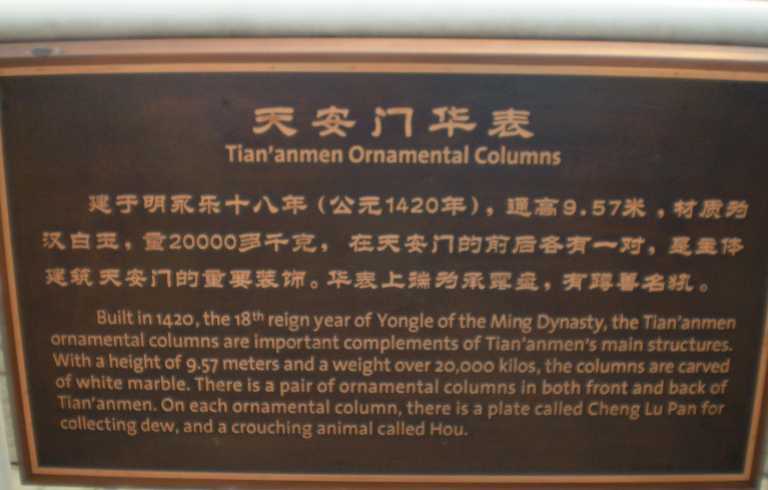 天安门华表
Tian'anmen Ornamental Columns
建于明永乐十八年（公元1420年），通高9.57米，材质为
汉白玉，重20000多千克，在天安门的前后各有一对，是主体
建筑天安门的重要装饰。华表上端为承露盘，有蹲兽名犼。
Built in 1420, the 18th reign year of Yongle of the Ming Dynasty, the Tian'anmen
ornamental columns are important complements of Tian'anmen's main structures.
With a height of 9.57 meters and a weight over 20,000 kilos, the columns are carved
of white marble. There is a pair of ornamental columns in both front and back of
Tian'anmen. On each ornamental column, there is a plate called Cheng Lu Pan for
collecting dew, and a crouching animal called Hou.